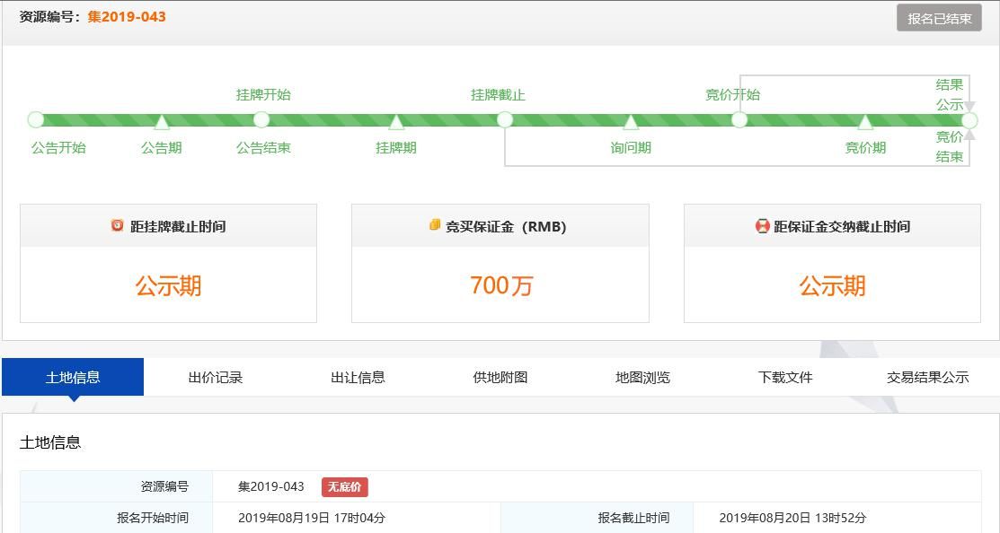 资源编号：集2019-043
报名已结束
挂牌开始 挂牌截止 竞价开始 结果
公示
公告开始 公告期 公告结束 挂牌期 询问期 竞价期 竞价
结束
距挂牌截止时间 竞买保证金（RMB） 距保证金交纳截止时间
公示期 700万 公示期
土地信息 出价记录 出让信息 供地附图 地图浏览 下载文件 交易结果公示
土地信息
资源编号 集2019-043 无底价
报名开始时间 2019年08月19日 17时04分 报名截止时间 2019年08月20日 13时52分